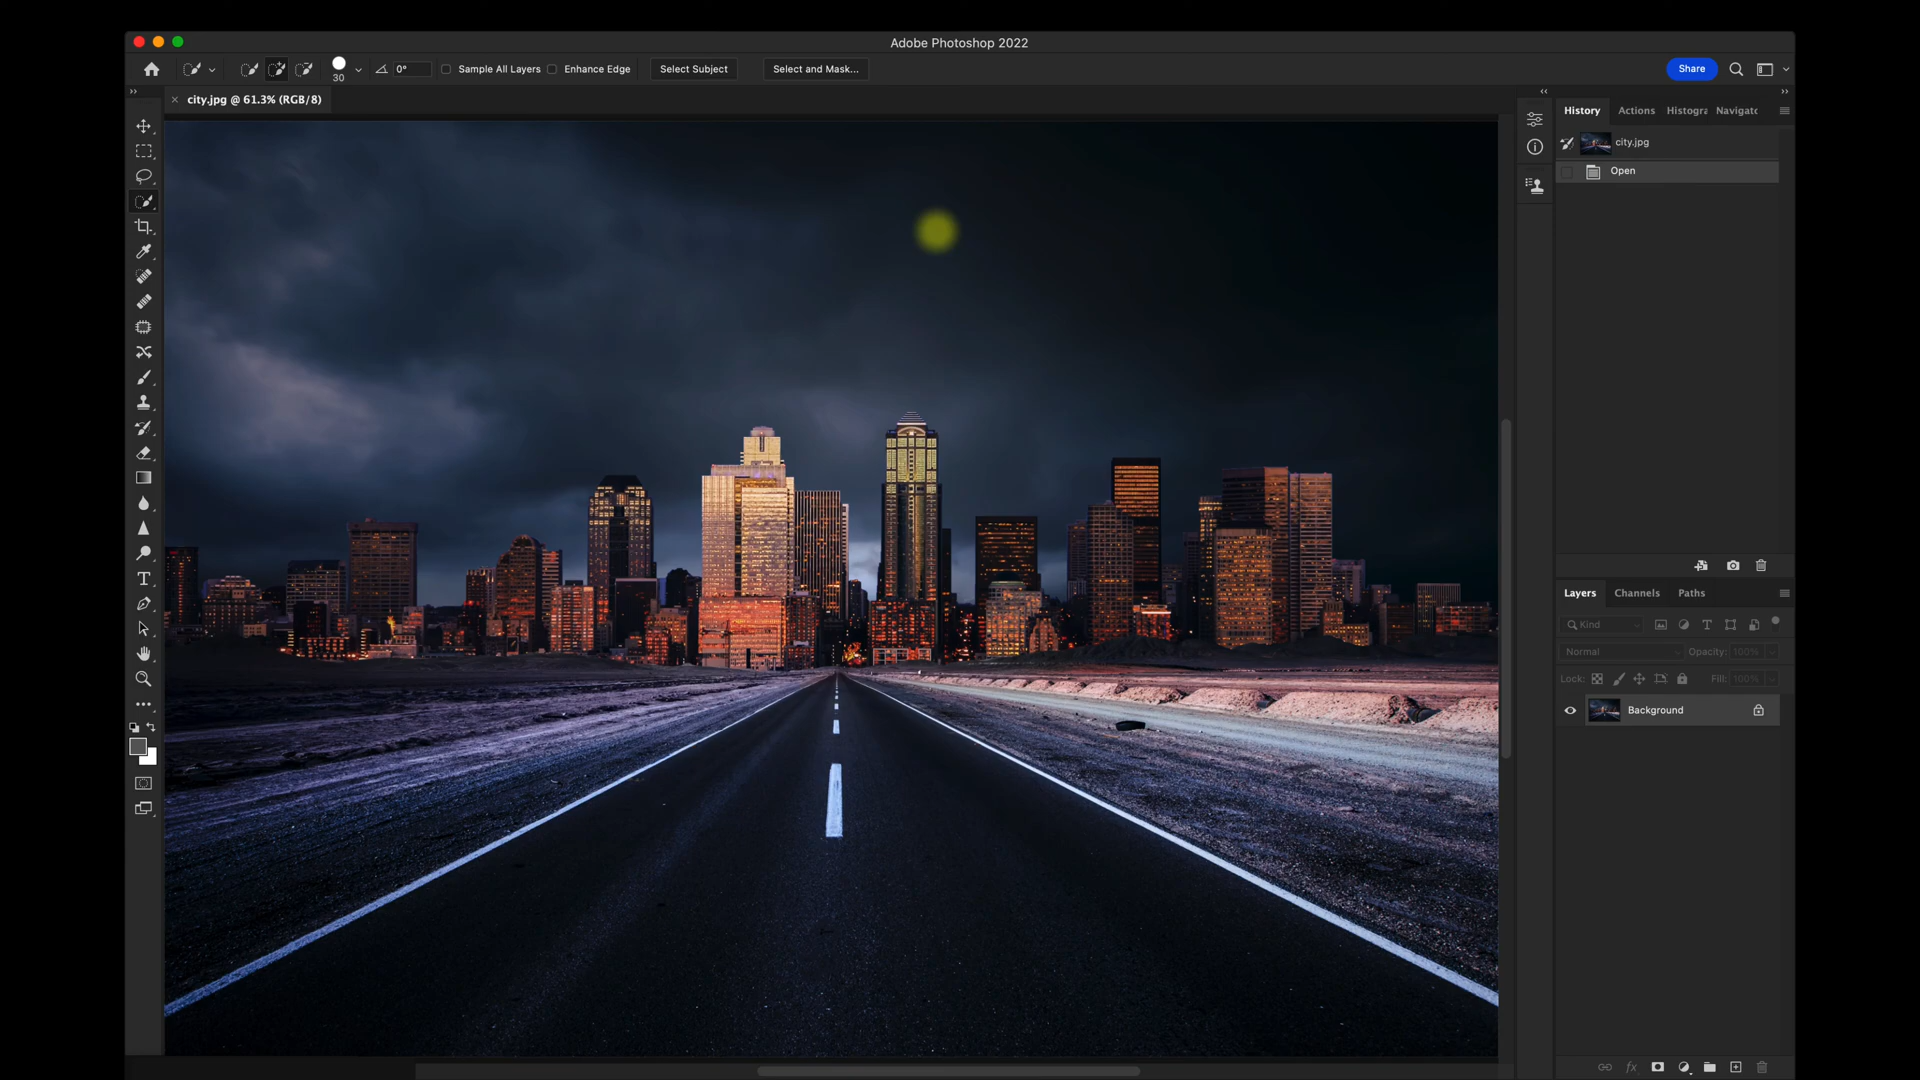 Adobe Photoshop 2022
30
0°
Sample All Layers
Enhance Edge
Select Subject
Select and Mask...
Share
city.jpg @ 61.3% (RGB/8)
History
Actions
Histogra
Navigatc
city.jpg
Open
Layers
Channels
Paths
Kind
Normal
Opacity: 100%
Lock:
Fill: 100%
Background
fx